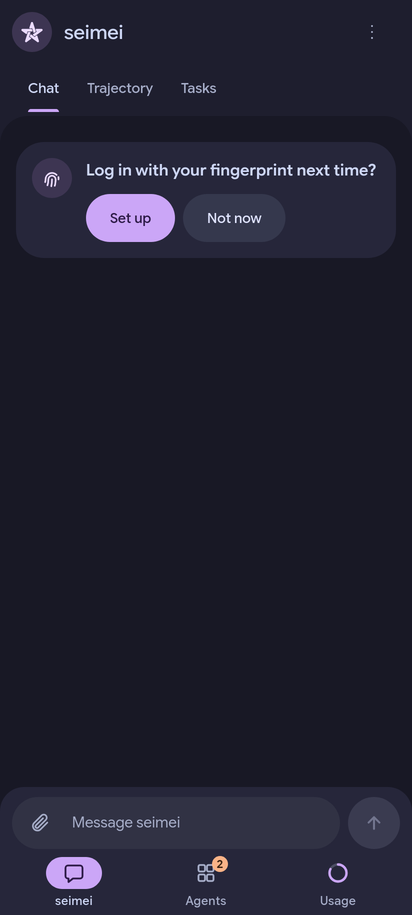 seimei
Chat Trajectory Tasks
Log in with your fingerprint next time?
Set up Not now
Message seimei
2
seimei Agents Usage